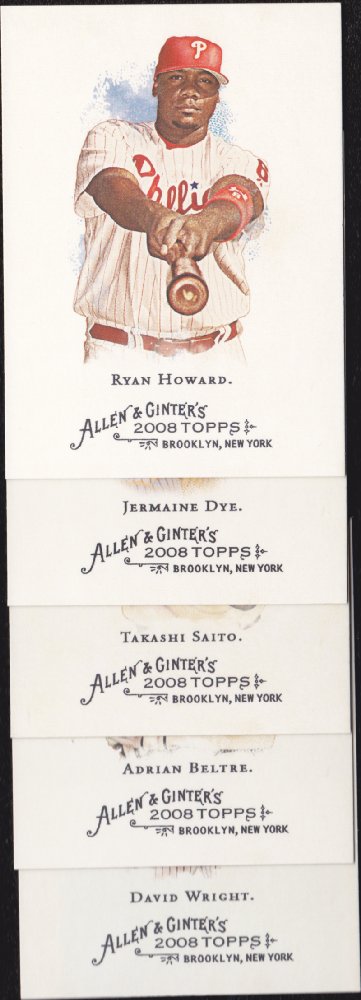 P
Phillie
RYAN HOWARD.
ALLEN & GINTER'S
2008 TOPPS
BROOKLYN, NEW YORK
JERMAINE DYE.
ALLEN & GINTER'S
2008 TOPPS
BROOKLYN, NEW YORK
TAKASHI SAITO.
ALLEN & GINTER'S
2008 TOPPS
BROOKLYN, NEW YORK
ADRIAN BELTRE.
ALLEN & GINTER'S
2008 TOPPS
BROOKLYN, NEW YORK
DAVID WRIGHT.
ALLEN & GINTER'S
2008 TOPPS
BROOKLYN, NEW YORK